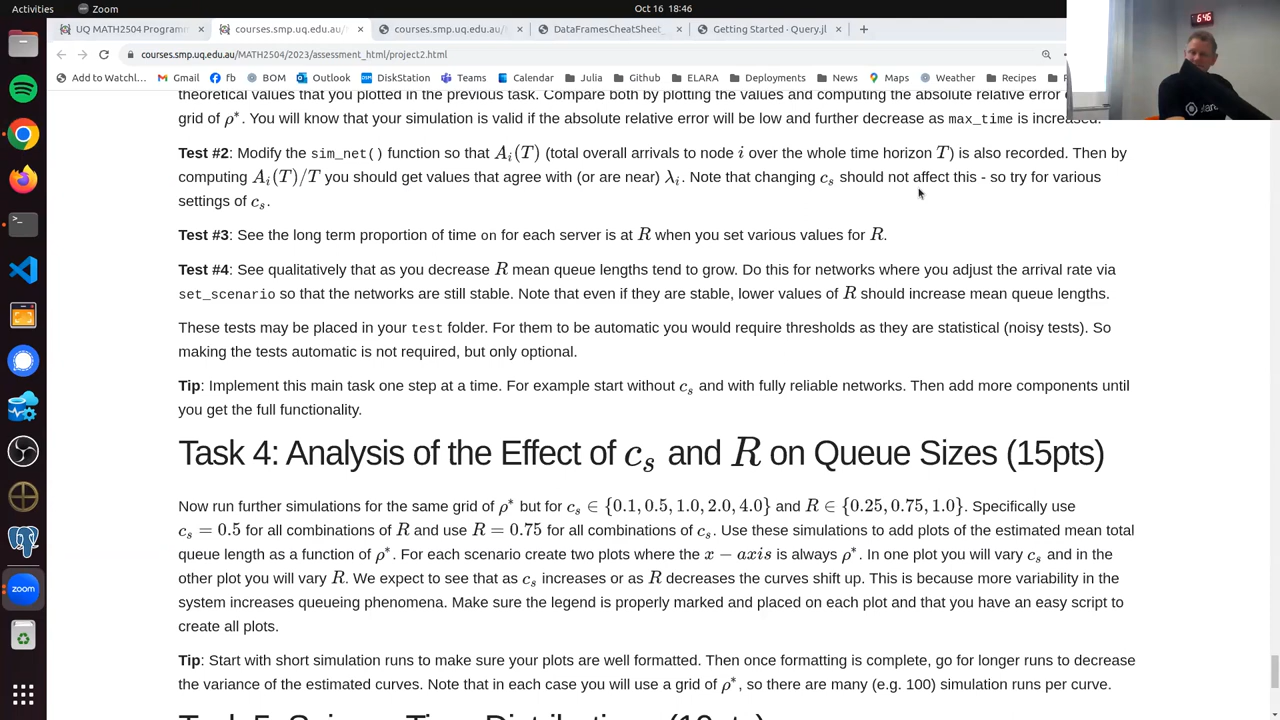 Activities
Zoom
Oct 16 18:46
UQ MATH2504 Programm
courses.smp.uq.edu.au/
courses.smp.uq.edu.au/
DataFramesCheatSheet_
Getting Started · Query.jl
courses.smp.uq.edu.au/MATH2504/2023/assessment_html/project2.html
Add to Watchl... Gmail fb BOM Outlook DiskStation Teams Calendar Julia Github ELARA Deployments News Maps Weather Recipes
6:46
theoretical values that you plotted in the previous task. Compare both by plotting the values and computing the absolute relative error
grid of ρ*. You will know that your simulation is valid if the absolute relative error will be low and further decrease as max_time is increased.
Test #2: Modify the sim_net() function so that A_i(T) (total overall arrivals to node i over the whole time horizon T) is also recorded. Then by
computing A_i(T)/T you should get values that agree with (or are near) λ_i. Note that changing c_s should not affect this - so try for various
settings of c_s.
Test #3: See the long term proportion of time on for each server is at R when you set various values for R.
Test #4: See qualitatively that as you decrease R mean queue lengths tend to grow. Do this for networks where you adjust the arrival rate via
set_scenario so that the networks are still stable. Note that even if they are stable, lower values of R should increase mean queue lengths.
These tests may be placed in your test folder. For them to be automatic you would require thresholds as they are statistical (noisy tests). So
making the tests automatic is not required, but only optional.
Tip: Implement this main task one step at a time. For example start without c_s and with fully reliable networks. Then add more components until
you get the full functionality.
Task 4: Analysis of the Effect of c_s and R on Queue Sizes (15pts)
Now run further simulations for the same grid of ρ* but for c_s ∈ {0.1, 0.5, 1.0, 2.0, 4.0} and R ∈ {0.25, 0.75, 1.0}. Specifically use
c_s = 0.5 for all combinations of R and use R = 0.75 for all combinations of c_s. Use these simulations to add plots of the estimated mean total
queue length as a function of ρ*. For each scenario create two plots where the x − axis is always ρ*. In one plot you will vary c_s and in the
other plot you will vary R. We expect to see that as c_s increases or as R decreases the curves shift up. This is because more variability in the
system increases queueing phenomena. Make sure the legend is properly marked and placed on each plot and that you have an easy script to
create all plots.
Tip: Start with short simulation runs to make sure your plots are well formatted. Then once formatting is complete, go for longer runs to decrease
the variance of the estimated curves. Note that in each case you will use a grid of ρ*, so there are many (e.g. 100) simulation runs per curve.
zoom